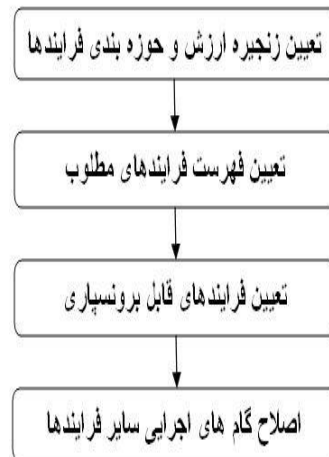 تعیین زنجیره ارزش و حوزه بندی فرایندها
تعیین فهرست فرایندهای مطلوب
تعیین فرایندهای قابل برونسپاری
اصلاح گام های اجرایی سایر فرایندها